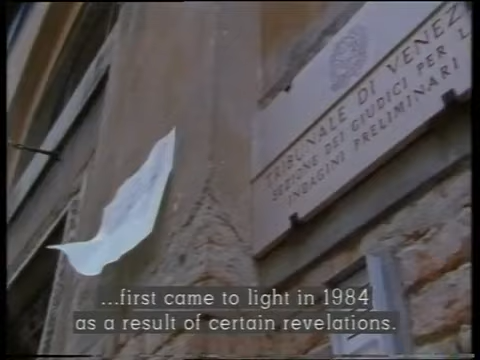 TRIBUNALE DI VENEZ
SEZIONE DEI GIUDICI PER L
INDAGINI PRELIMINARI
...first came to light in 1984
as a result of certain revelations.